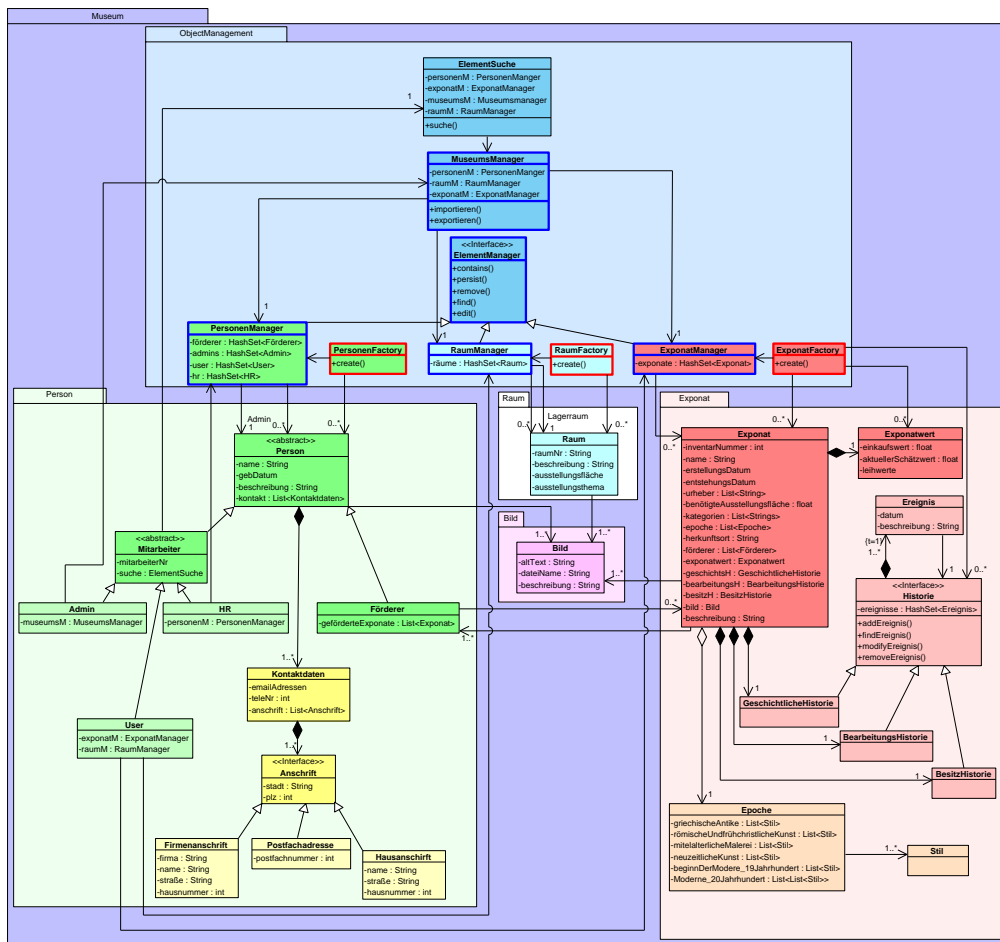 Museum
ObjectManagement
ElementSuche
-personenM : PersonenManger
-exponatM : ExponatManager
-museumsM : Museumsmanager
-raumM : RaumManager
+suche()
1
MuseumsManager
-personenM : PersonenManger
-raumM : RaumManager
-exponatM : ExponatManager
+importieren()
+exportieren()
<<Interface>>
ElementManager
+contains()
+persist()
+remove()
+find()
+edit()
1
1
1
PersonenManager
-förderer : HashSet<Förderer>
-admins : HashSet<Admin>
-user : HashSet<User>
-hr : HashSet<HR>
PersonenFactory
+create()
RaumManager
-räume : HashSet<Raum>
RaumFactory
+create()
ExponatManager
-exponate : HashSet<Exponat>
ExponatFactory
+create()
Person
Admin
1
0..*
0..*
<<abstract>>
Person
-name : String
-gebDatum
-beschreibung : String
-kontakt : List<Kontaktdaten>
Raum
Lagerraum
0..*
1
0..*
Raum
-raumNr : String
-beschreibung : String
-ausstellungsfläche
-ausstellungsthema
Bild
1..*
1..*
Bild
-altText : String
-dateiName : String
-beschreibung : String
Exponat
0..*
0..*
0..*
Exponat
-inventarNummer : int
-name : String
-erstellungsDatum
-entstehungsDatum
-urheber : List<String>
-benötigteAusstellungsfläche : float
-kategorien : List<Strings>
-epoche : List<Epoche>
-herkunftsort : String
-förderer : List<Förderer>
-exponatwert : Exponatwert
-geschichtsH : GeschichtlicheHistorie
-bearbeitungsH : BearbeitungsHistorie
-besitzH : BesitzHistorie
-bild : Bild
-beschreibung : String
1
Exponatwert
-einkaufswert : float
-aktuellerSchätzwert : float
-leihwerte
Ereignis
-datum
-beschreibung : String
{t=1}
1..*
1
0..*
<<Interface>>
Historie
-ereignisse : HashSet<Ereignis>
+addEreignis()
+findEreignis()
+modifyEreignis()
+removeEreignis()
1..*
0..*
1..*
<<abstract>>
Mitarbeiter
-mitarbeiterNr
-suche : ElementSuche
Admin
-museumsM : MuseumsManager
HR
-personenM : PersonenManager
Förderer
-geförderteExponate : List<Exponat>
1..*
Kontaktdaten
-emailAdressen
-teleNr : int
-anschrift : List<Anschrift>
1
GeschichtlicheHistorie
1
BearbeitungsHistorie
1
BesitzHistorie
User
-exponatM : ExponatManager
-raumM : RaumManager
1..*
<<Interface>>
Anschrift
-stadt : String
-plz : int
1
Epoche
-griechischeAntike : List<Stil>
-römischeUndfrühchristlicheKunst : List<Stil>
-mitelalterlicheMalerei : List<Stil>
-neuzeitlicheKunst : List<Stil>
-beginnDerModere_19Jahrhundert : List<Stil>
-Moderne_20Jahrhundert : List<List<Stil>>
1..*
Stil
Firmenanschrift
-firma : String
-name : String
-straße : String
-hausnummer : int
Postfachadresse
-postfachnummer : int
Hausanschirft
-name : String
-straße : String
-hausnummer : int